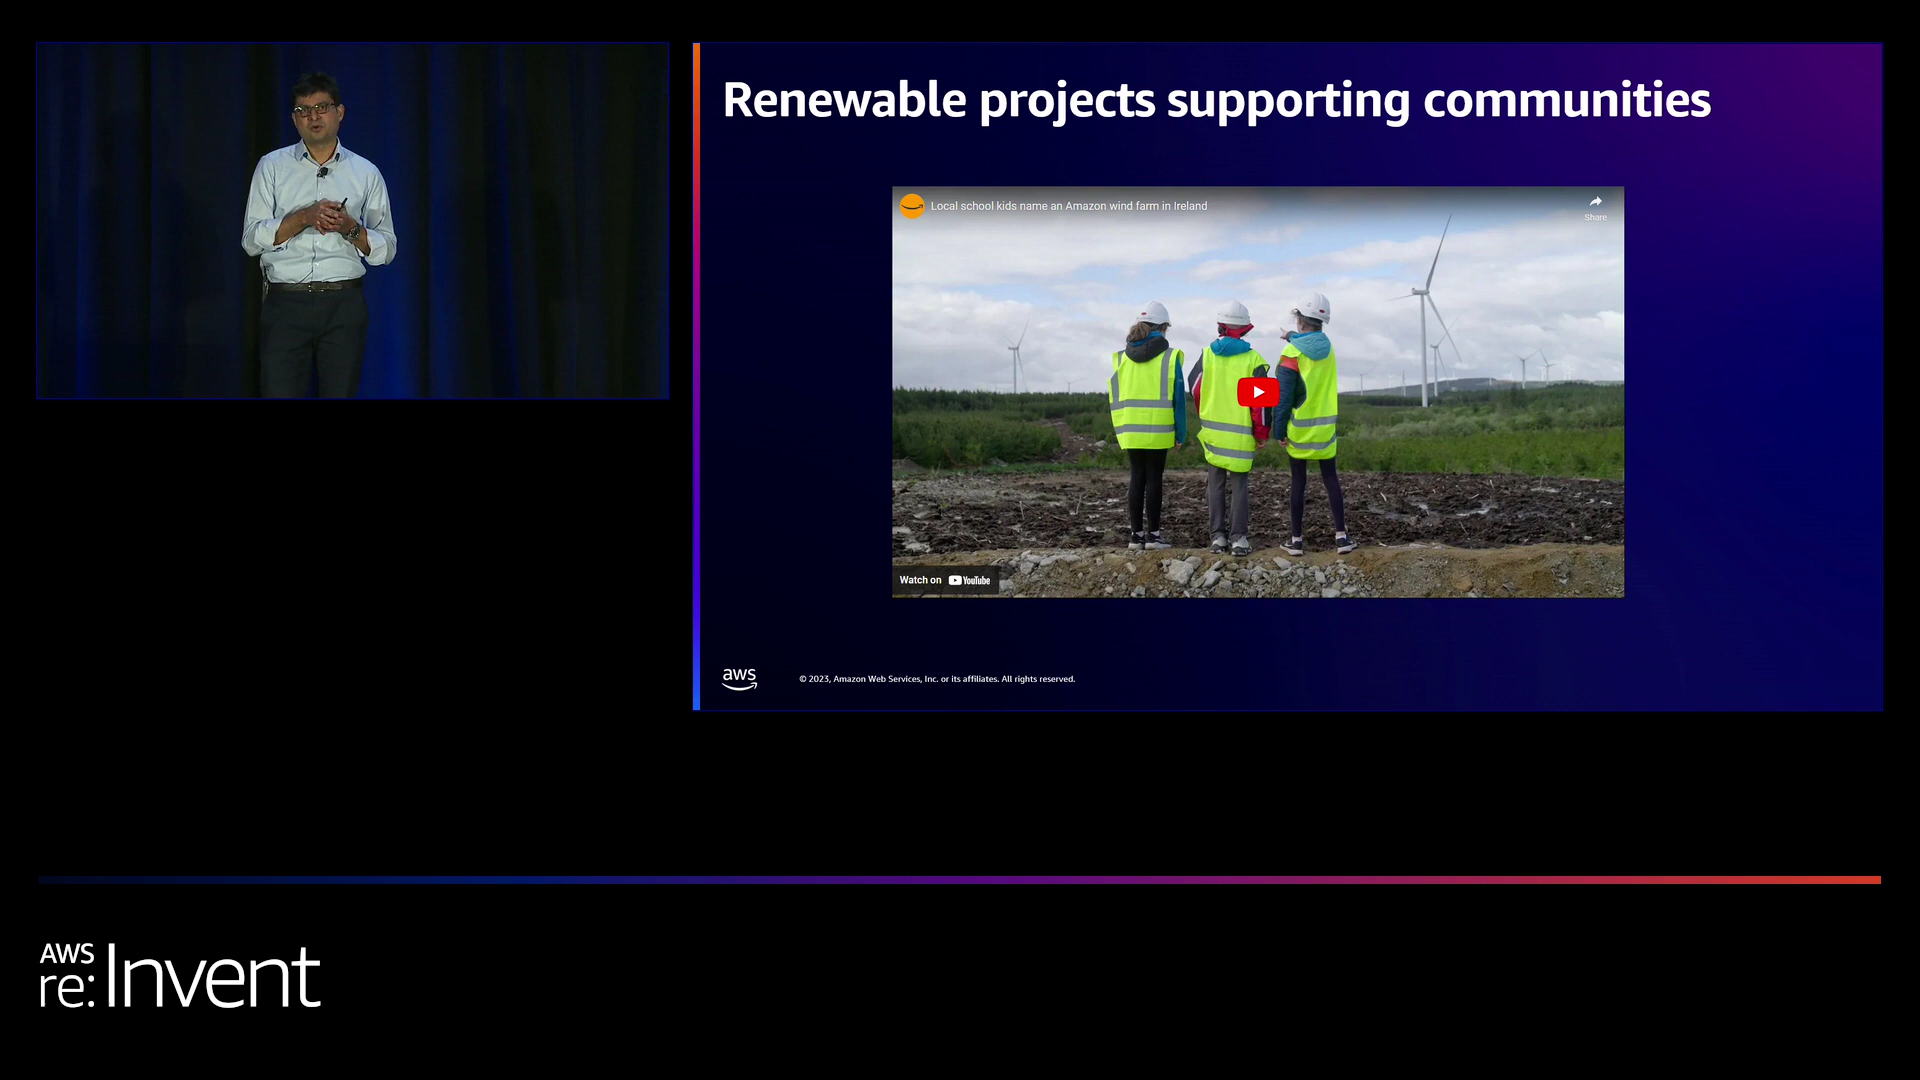 Renewable projects supporting communities
Local school kids name an Amazon wind farm in Ireland
Share
Watch on YouTube
aws
© 2023, Amazon Web Services, Inc. or its affiliates. All rights reserved.
AWS
re:Invent